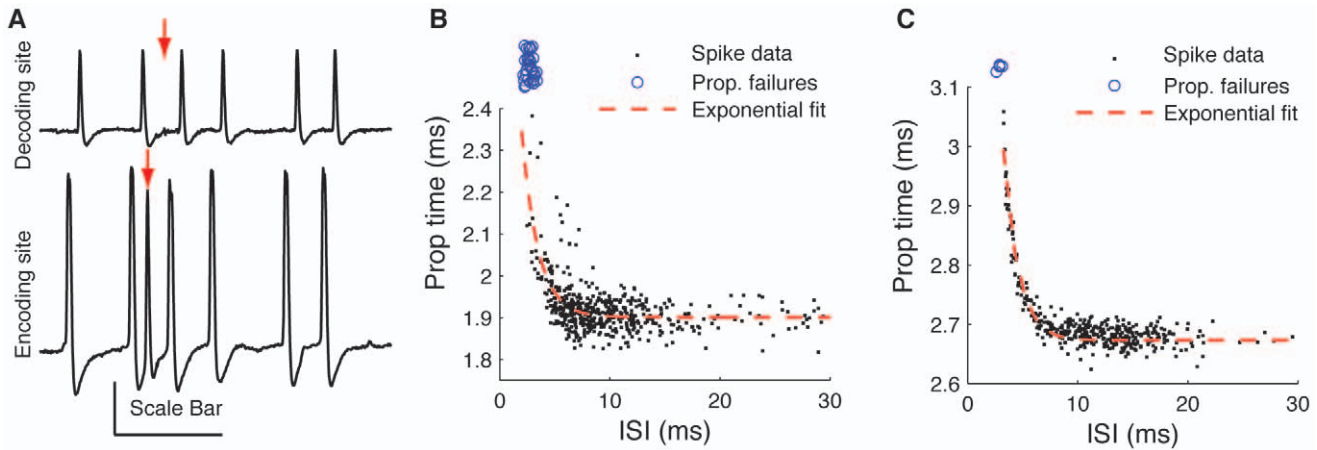 A
Decoding site
Encoding site
Scale Bar
B
Spike data
Prop. failures
Exponential fit
Prop time (ms)
2.4
2.3
2.2
2.1
2
1.9
1.8
0 10 20 30
ISI (ms)
C
Spike data
Prop. failures
Exponential fit
Prop time (ms)
3.1
3
2.9
2.8
2.7
2.6
0 10 20 30
ISI (ms)